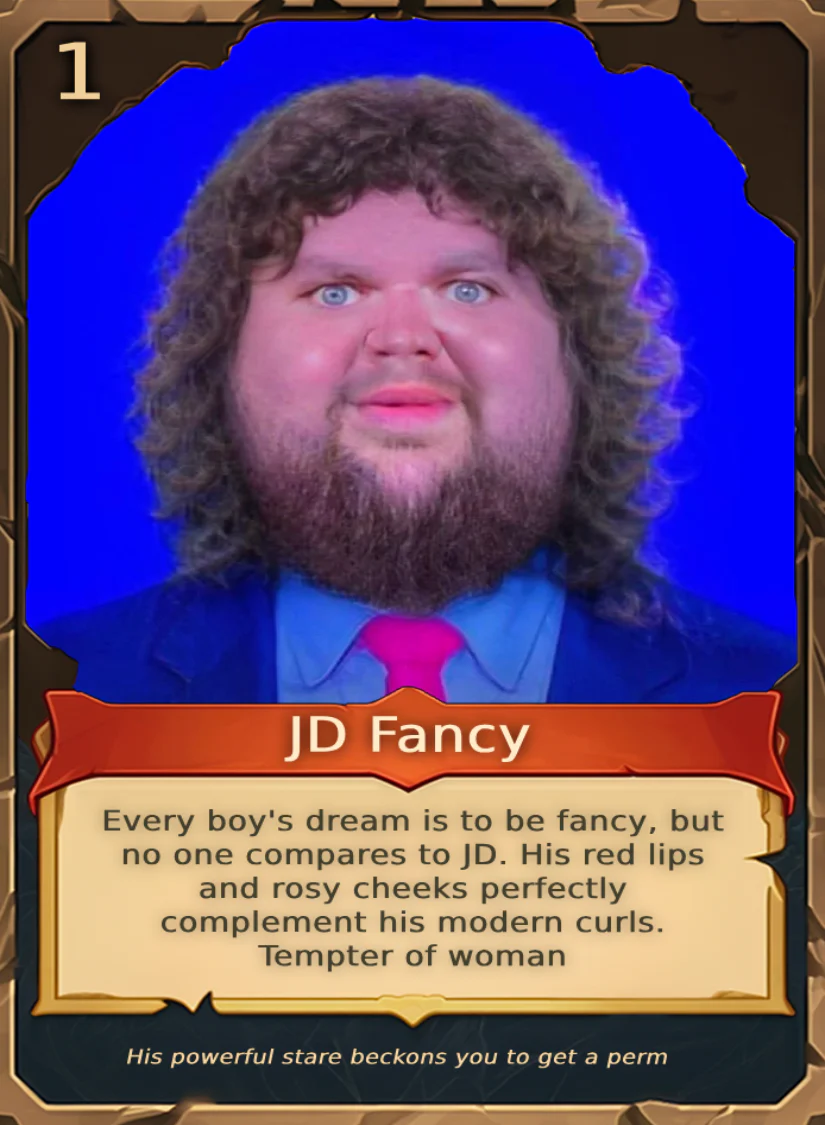 1
JD Fancy
Every boy's dream is to be fancy, but
no one compares to JD. His red lips
and rosy cheeks perfectly
complement his modern curls.
Tempter of woman
His powerful stare beckons you to get a perm